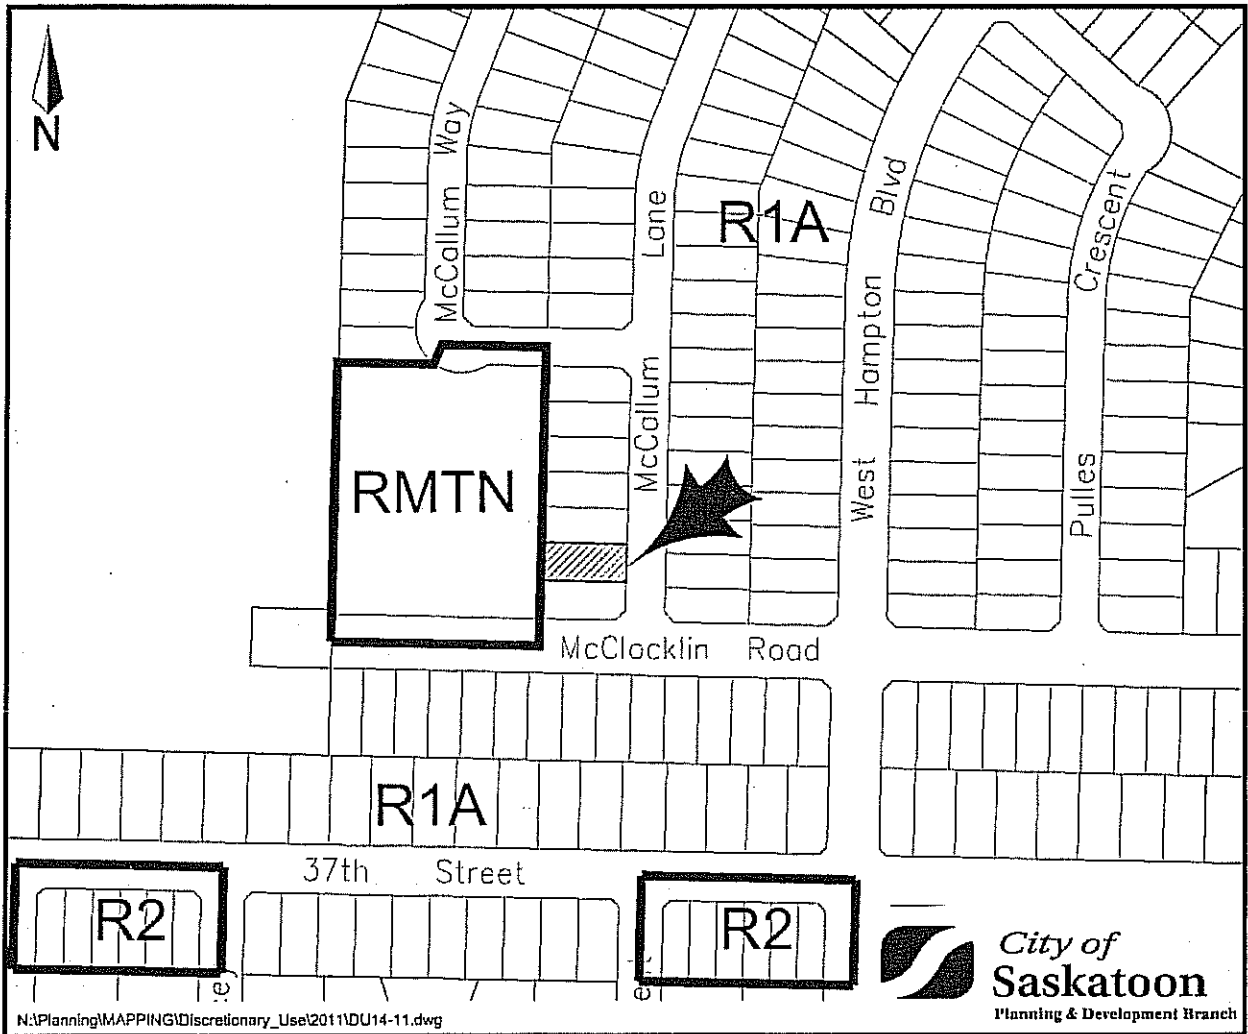 N
McCallum Way
McCallum Lane
R1A
West Hampton Blvd
Pulles Crescent
RMTN
McClocklin Road
R1A
37th Street
R2
R2
City of
Saskatoon
Planning & Development Branch
N:\Planning\MAPPING\Discretionary_Use\2011\DU14-11.dwg